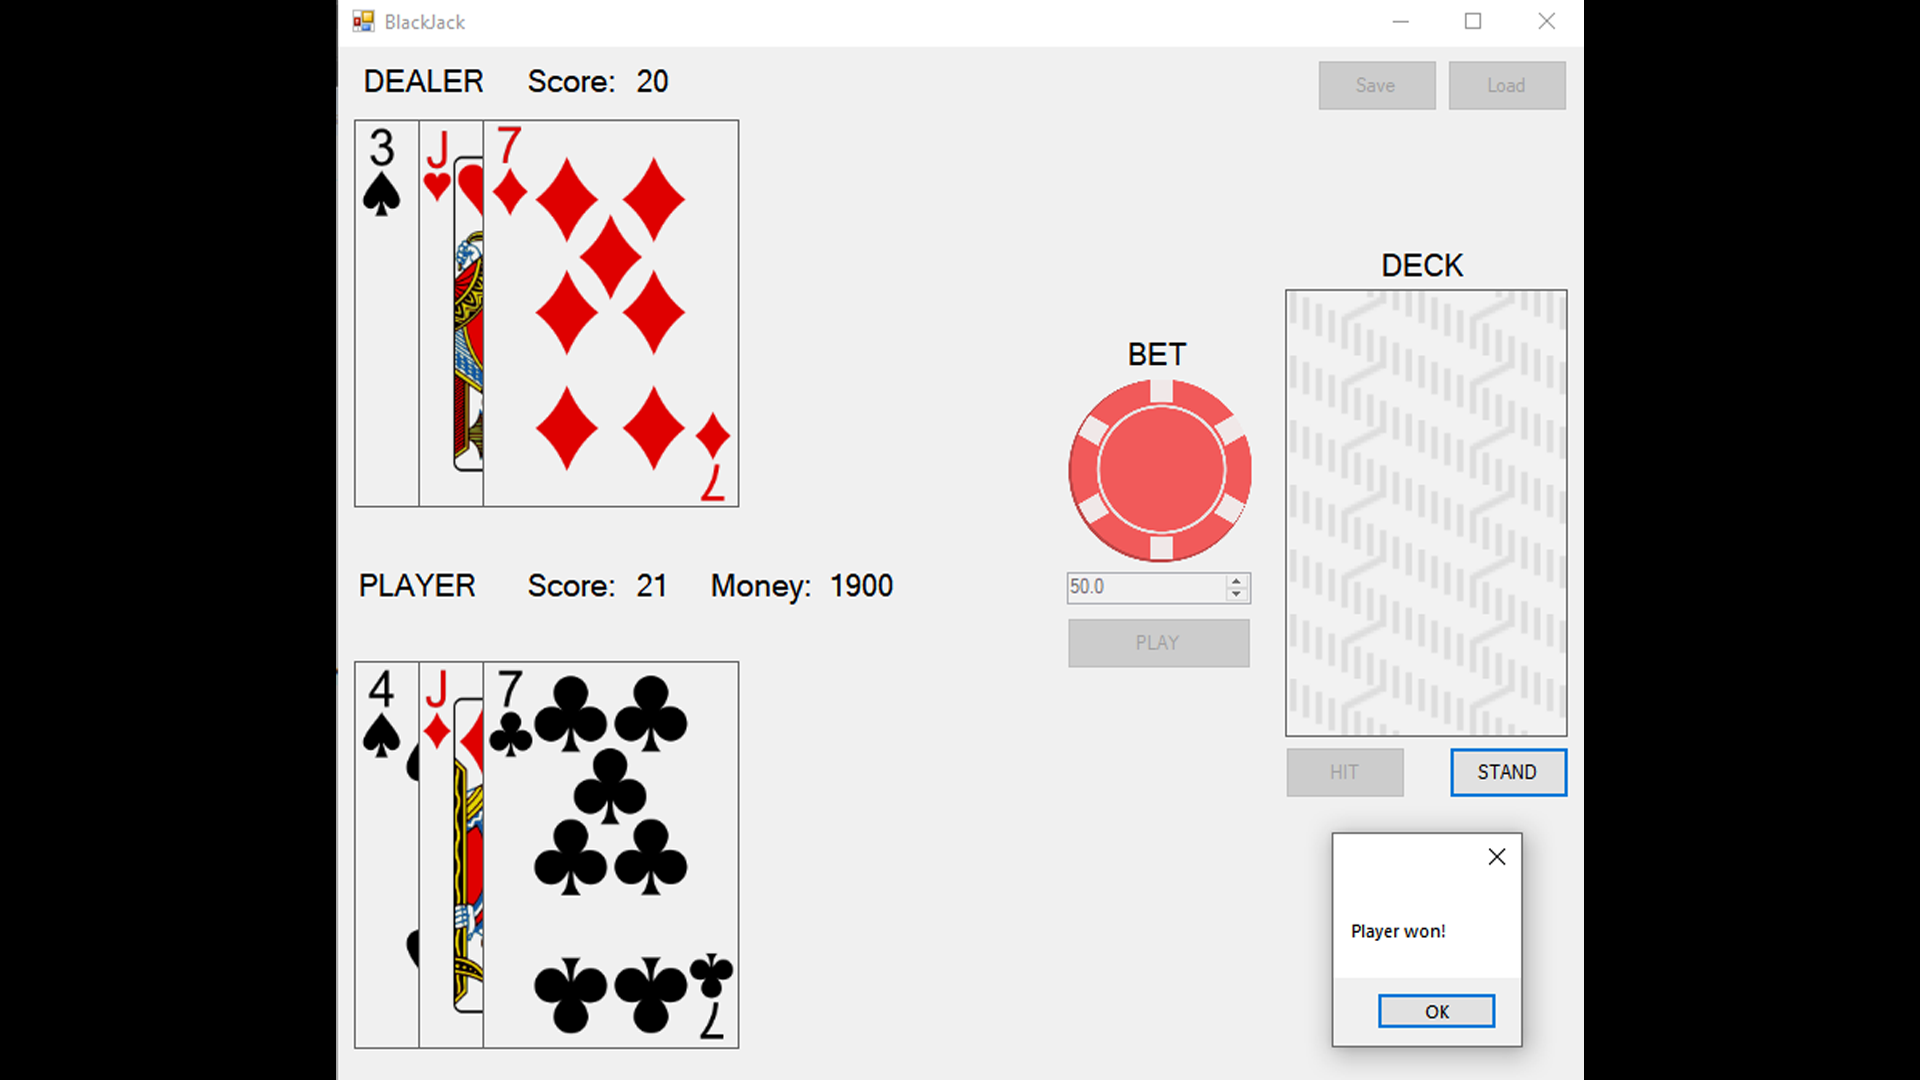 BlackJack
DEALER Score: 20
Save Load
3 J 7
7
DECK
BET
PLAYER Score: 21 Money: 1900
50.0
PLAY
4 J 7
7
HIT STAND
Player won!
OK